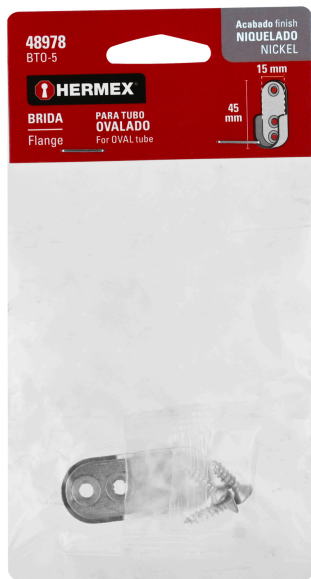 48978
BTO-5
Acabado finish
NIQUELADO
NICKEL
HERMEX®
BRIDA
Flange
PARA TUBO
OVALADO
For OVAL tube
15 mm
45
mm